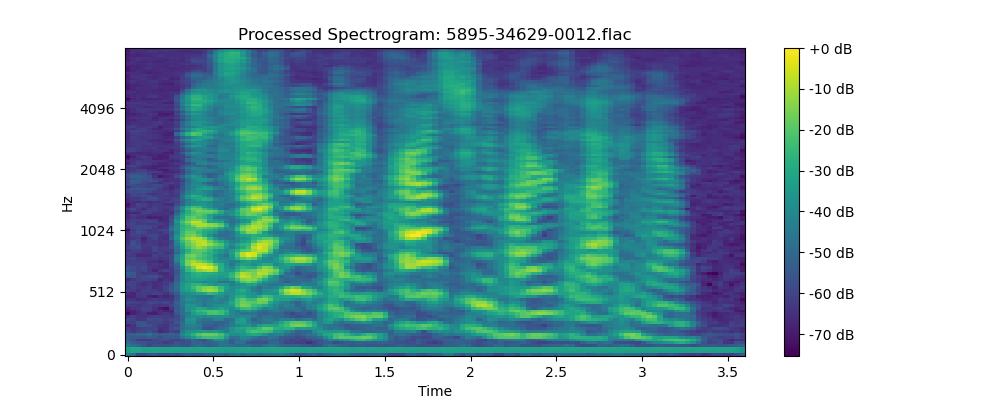 Processed Spectrogram: 5895-34629-0012.flac
+0 dB
4096
-10 dB
-20 dB
2048
-30 dB
Hz
1024
-40 dB
-50 dB
512
-60 dB
-70 dB
0
0 0.5 1 1.5 2 2.5 3 3.5
Time